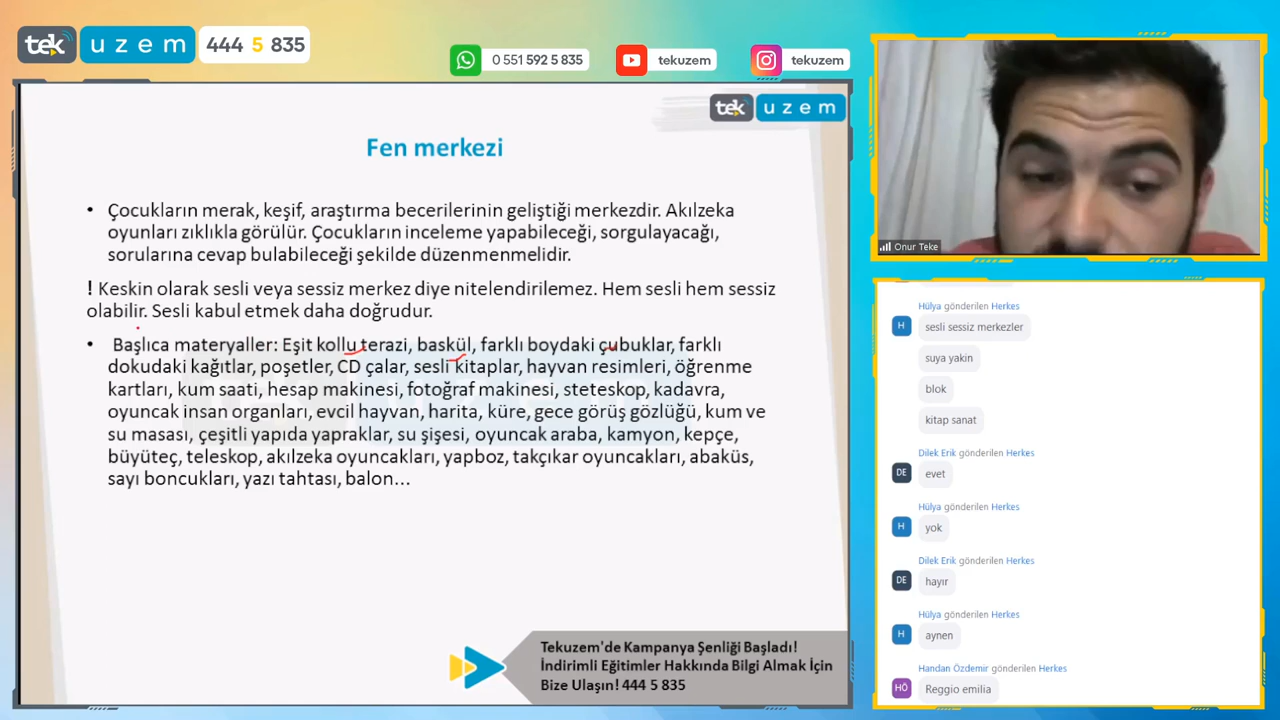 tek uzem 444 5 835
0 551 592 5 835 tekuzem tekuzem
tek uzem
Fen merkezi
• Çocukların merak, keşif, araştırma becerilerinin geliştiği merkezdir. Akılzeka
oyunları zıklıkla görülür. Çocukların inceleme yapabileceği, sorgulayacağı,
sorularına cevap bulabileceği şekilde düzenmenmelidir.
! Keskin olarak sesli veya sessiz merkez diye nitelendirilemez. Hem sesli hem sessiz
olabilir. Sesli kabul etmek daha doğrudur.
• Başlıca materyaller: Eşit kollu terazi, baskül, farklı boydaki çubuklar, farklı
dokudaki kağıtlar, poşetler, CD çalar, sesli kitaplar, hayvan resimleri, öğrenme
kartları, kum saati, hesap makinesi, fotoğraf makinesi, steteskop, kadavra,
oyuncak insan organları, evcil hayvan, harita, küre, gece görüş gözlüğü, kum ve
su masası, çeşitli yapıda yapraklar, su şişesi, oyuncak araba, kamyon, kepçe,
büyüteç, teleskop, akılzeka oyuncakları, yapboz, takçıkar oyuncakları, abaküs,
sayı boncukları, yazı tahtası, balon...
Tekuzem'de Kampanya Şenliği Başladı!
İndirimli Eğitimler Hakkında Bilgi Almak İçin
Bize Ulaşın! 444 5 835
Onur Teke
Hülya gönderilen Herkes
H sesli sessiz merkezler
suya yakin
blok
kitap sanat
Dilek Erik gönderilen Herkes
DE evet
Hülya gönderilen Herkes
H yok
Dilek Erik gönderilen Herkes
DE hayır
Hülya gönderilen Herkes
H aynen
Handan Özdemir gönderilen Herkes
HÖ Reggio emilia